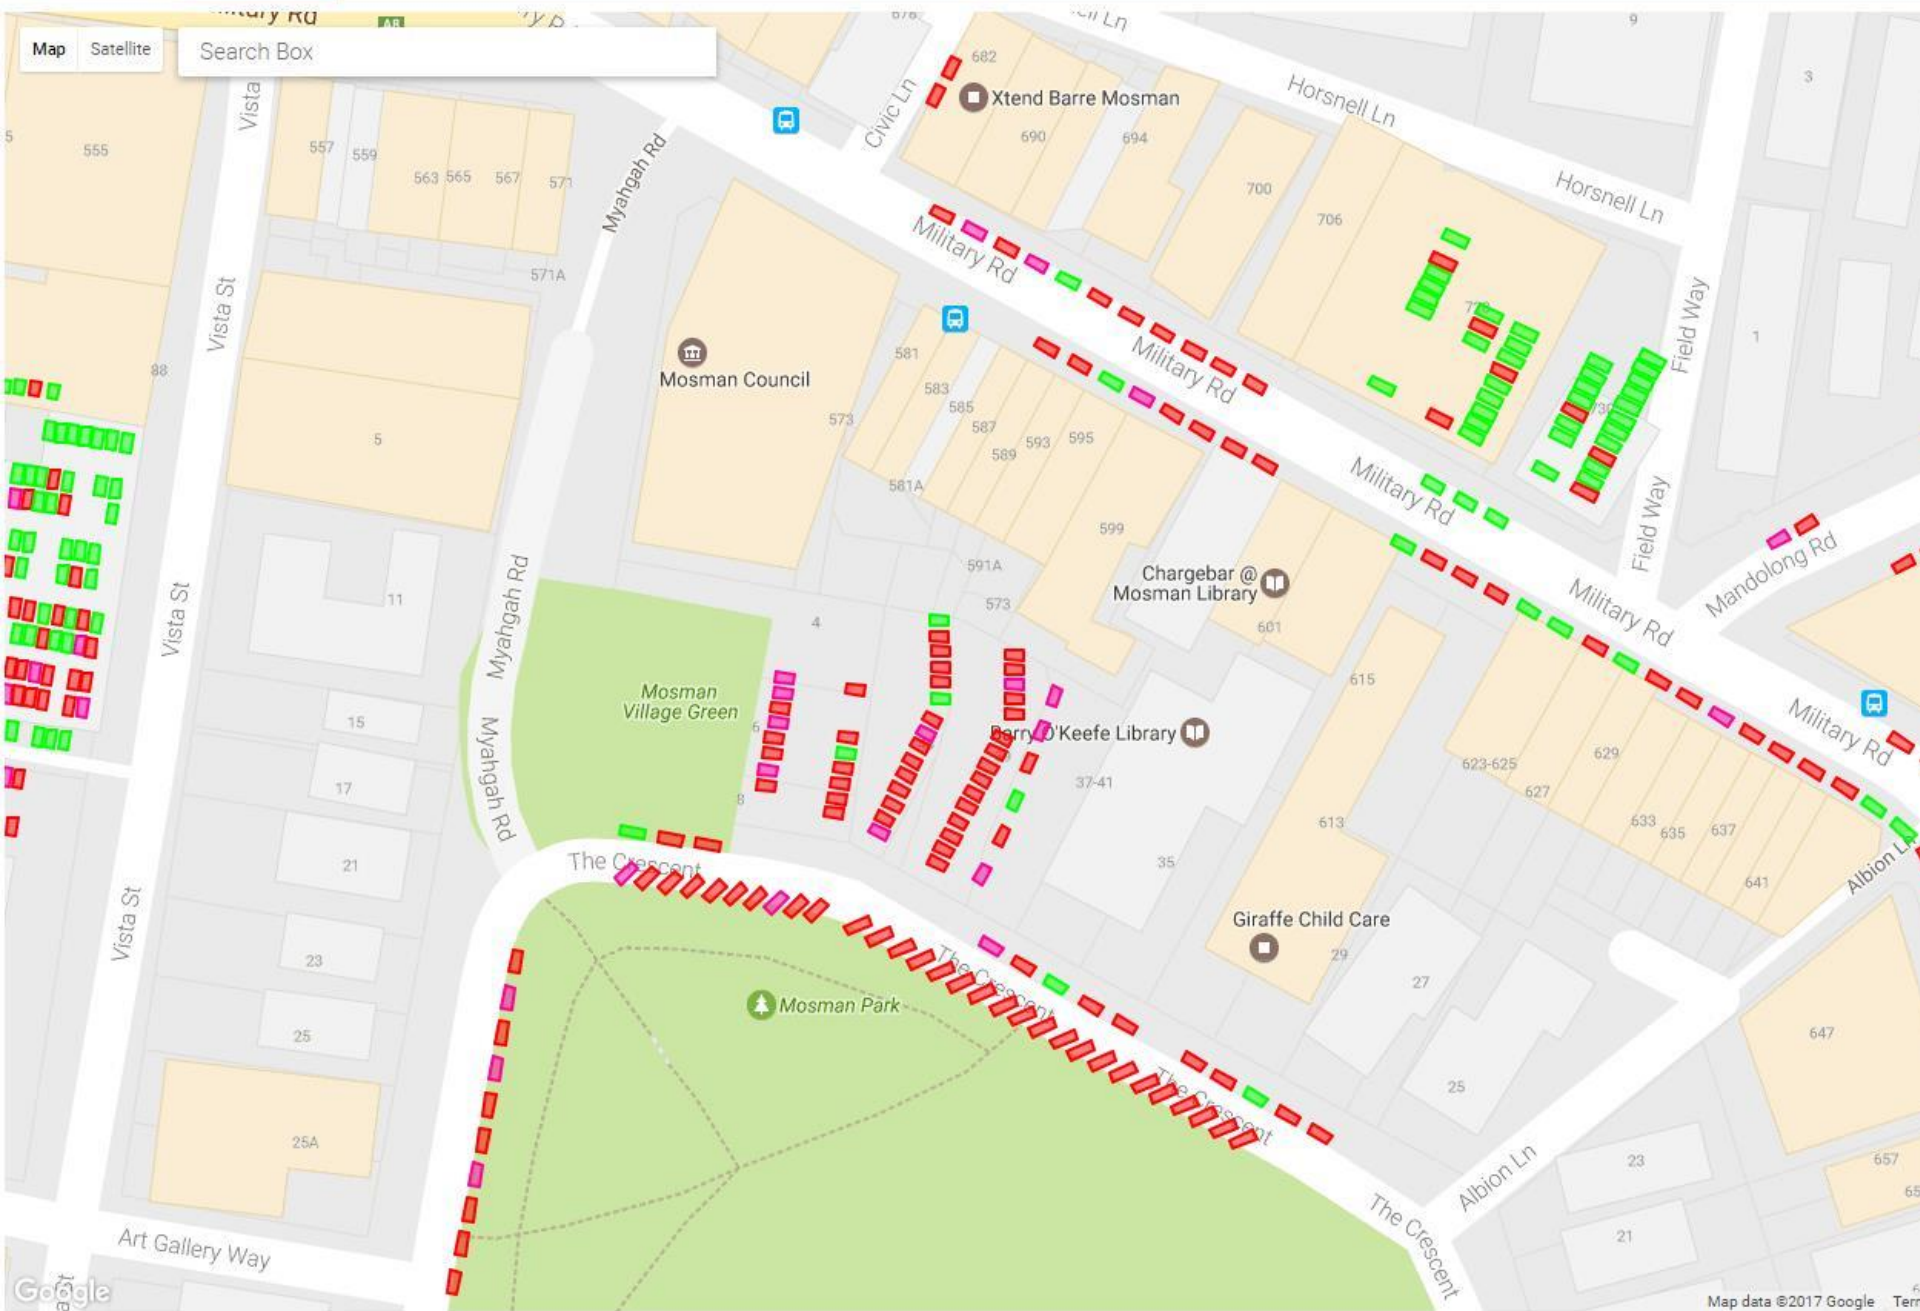 Military Rd
A8
Map
Satellite
Search Box
Horsnell Ln
9
3
682
Xtend Barre Mosman
Civic Ln
690
694
Vista
555
557
559
563
565
567
571
Myahgah Rd
700
706
Horsnell Ln
Military Rd
571A
Vista St
Field Way
1
88
Mosman Council
581
583
585
587
589
593
595
573
Military Rd
5
581A
599
Military Rd
Field Way
Mandolong Rd
591A
573
Chargebar @
Mosman Library
601
Military Rd
11
4
Myahgah Rd
Vista St
615
Mosman
Village Green
6
8
Barry O'Keefe Library
37-41
15
17
Myahgah Rd
623-625
627
629
633
635
637
641
Military Rd
Albion Ln
613
35
21
The Crescent
Vista St
23
25
Giraffe Child Care
29
27
25
647
Mosman Park
The Crescent
The Crescent
25A
Albion Ln
23
21
657
The Crescent
Art Gallery Way
Google
Map data ©2017 Google